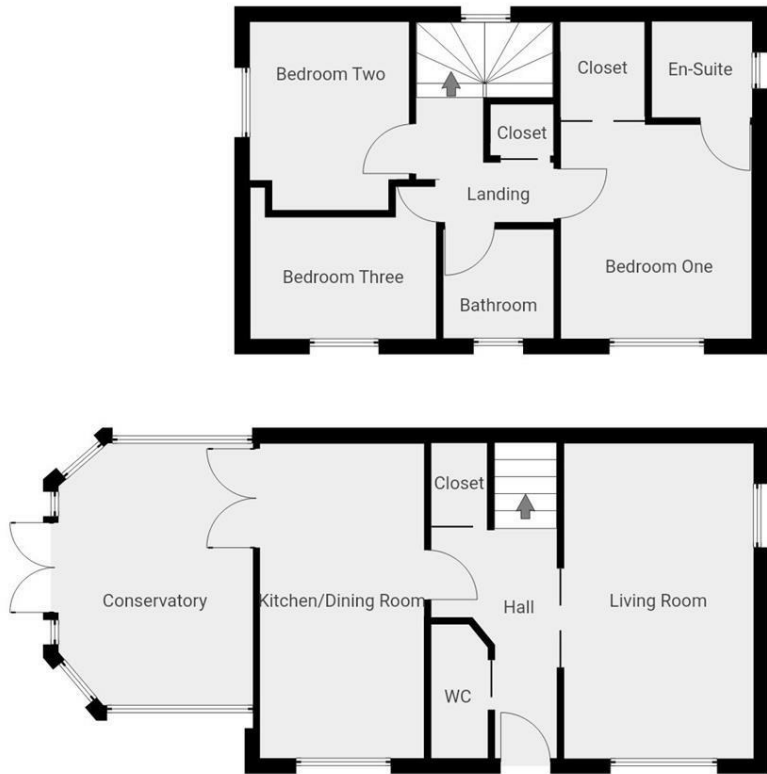 Bedroom Two
Closet
En-Suite
Closet
Landing
Bedroom Three
Bathroom
Bedroom One
Closet
Conservatory
Kitchen/Dining Room
Hall
Living Room
WC